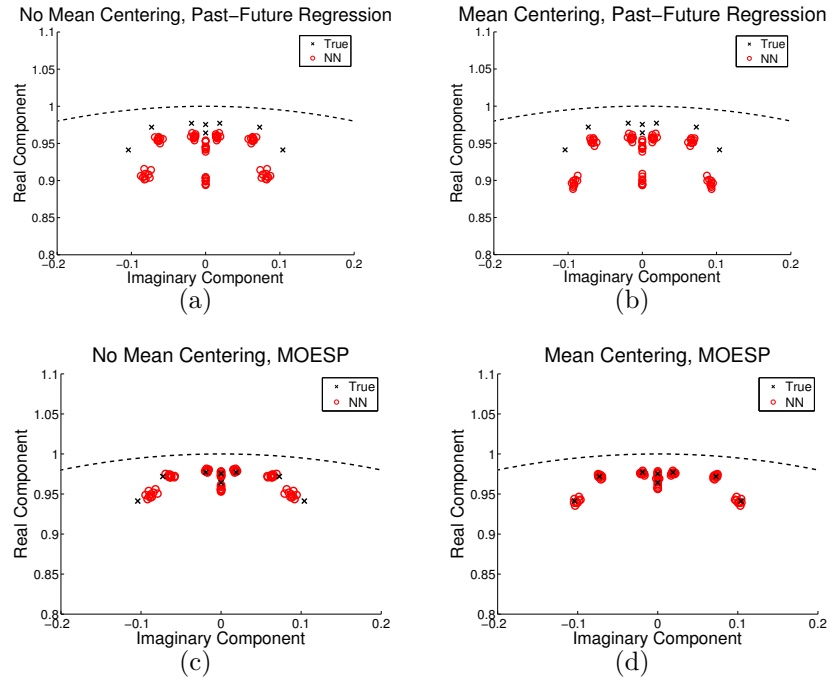 No Mean Centering, Past−Future Regression
1.1
1.05
1
0.95
0.9
0.85
0.8
Real Component
−0.2
−0.1
0
0.1
0.2
Imaginary Component
True
NN
(a)
Mean Centering, Past−Future Regression
1.1
1.05
1
0.95
0.9
0.85
0.8
Real Component
−0.2
−0.1
0
0.1
0.2
Imaginary Component
True
NN
(b)
No Mean Centering, MOESP
1.1
1.05
1
0.95
0.9
0.85
0.8
Real Component
−0.2
−0.1
0
0.1
0.2
Imaginary Component
True
NN
(c)
Mean Centering, MOESP
1.1
1.05
1
0.95
0.9
0.85
0.8
Real Component
−0.2
−0.1
0
0.1
0.2
Imaginary Component
True
NN
(d)